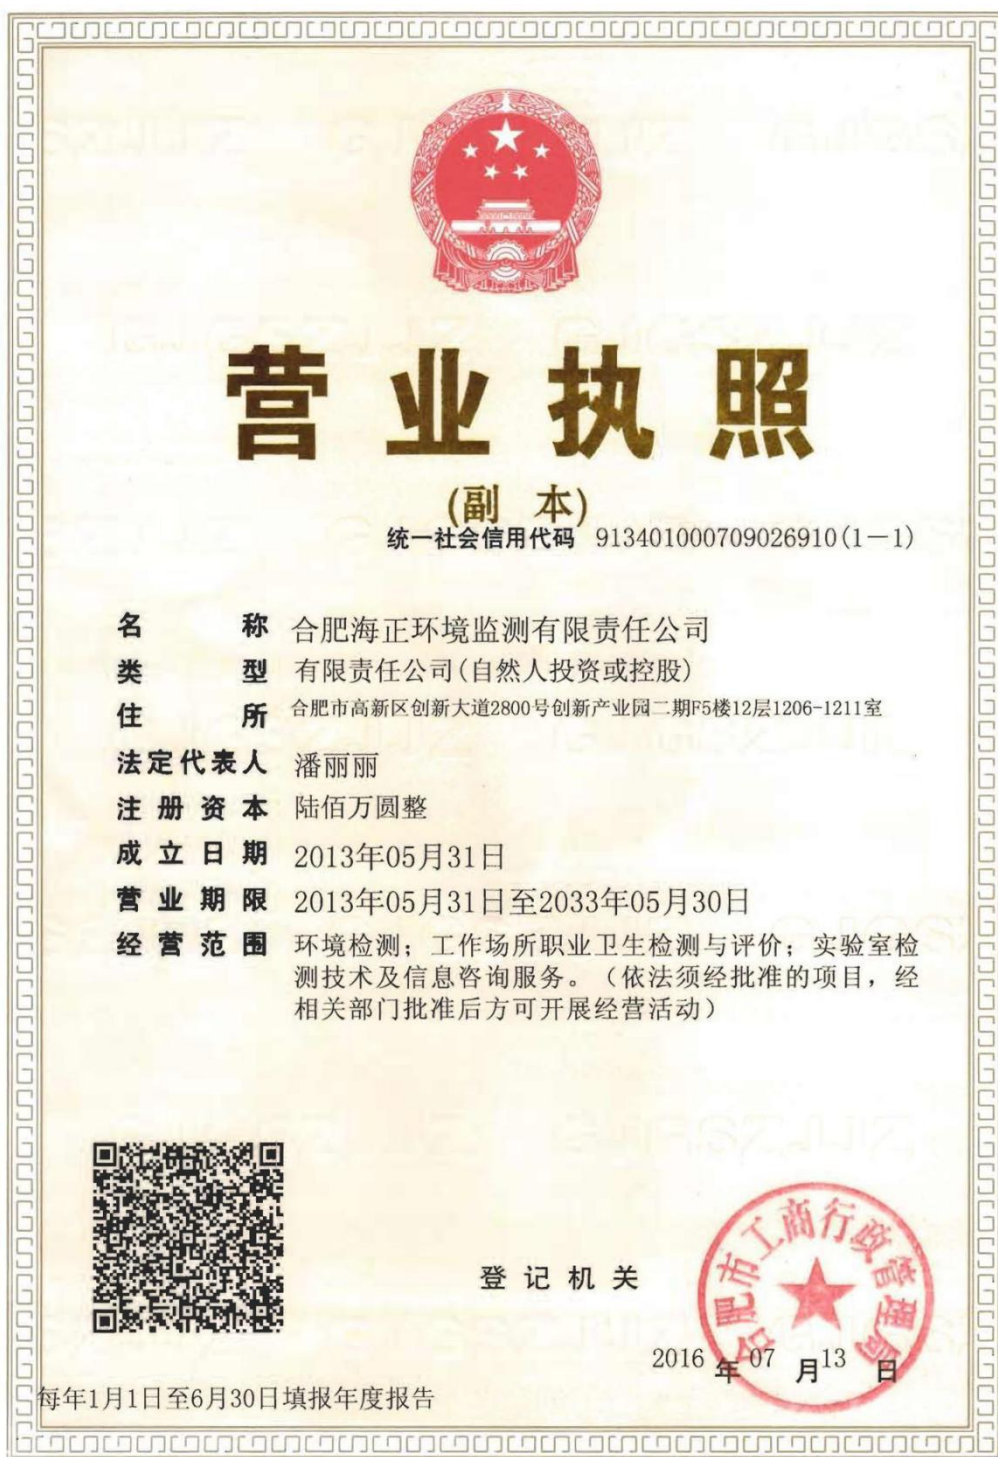 营业执照
(副 本)
统一社会信用代码 913401000709026910(1-1)
名 称 合肥海正环境监测有限责任公司
类 型 有限责任公司(自然人投资或控股)
住 所 合肥市高新区创新大道2800号创新产业园二期F5楼12层1206-1211室
法定代表人 潘丽丽
注册资本 陆佰万圆整
成立日期 2013年05月31日
营业期限 2013年05月31日至2033年05月30日
经营范围 环境检测；工作场所职业卫生检测与评价；实验室检
测技术及信息咨询服务。（依法须经批准的项目，经
相关部门批准后方可开展经营活动）
登记机关
合肥市工商行政管理局
2016 年 07 月 13 日
每年1月1日至6月30日填报年度报告